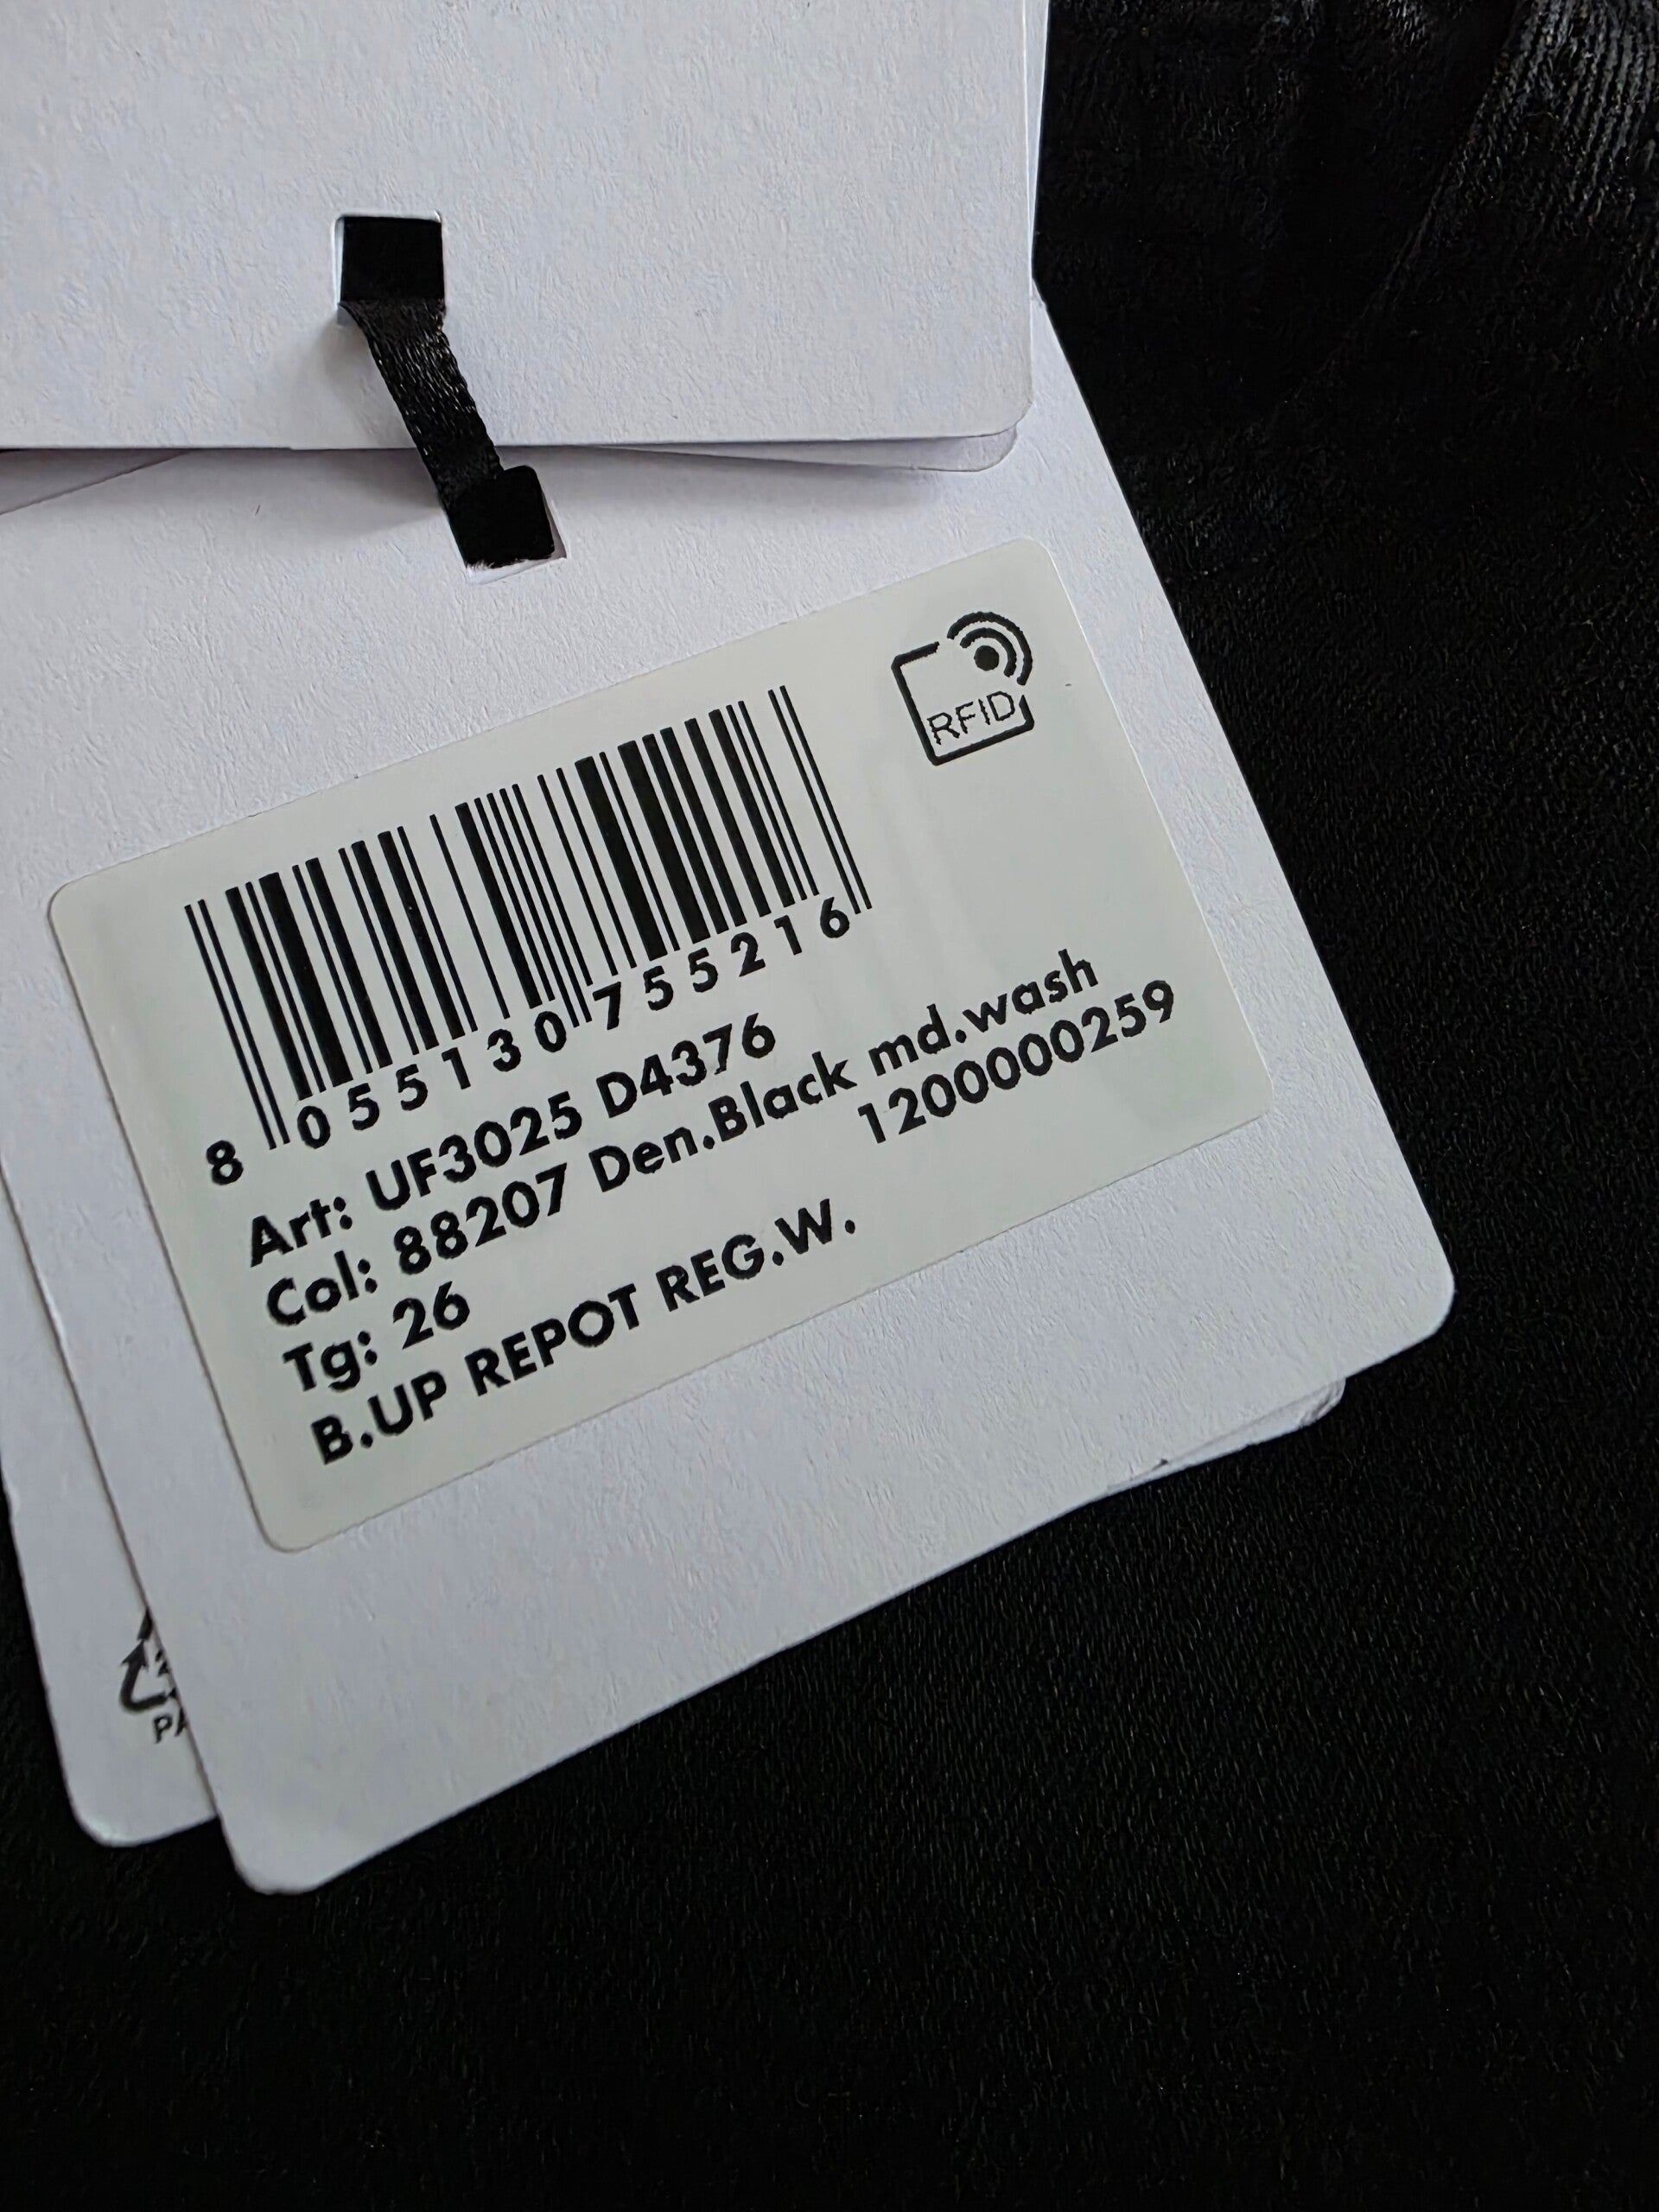 RFID
8 055130 755216
Art: UF3025 D4376
Col: 88207 Den.Black md.wash
Tg: 26 1200000259
B.UP REPOT REG.W.